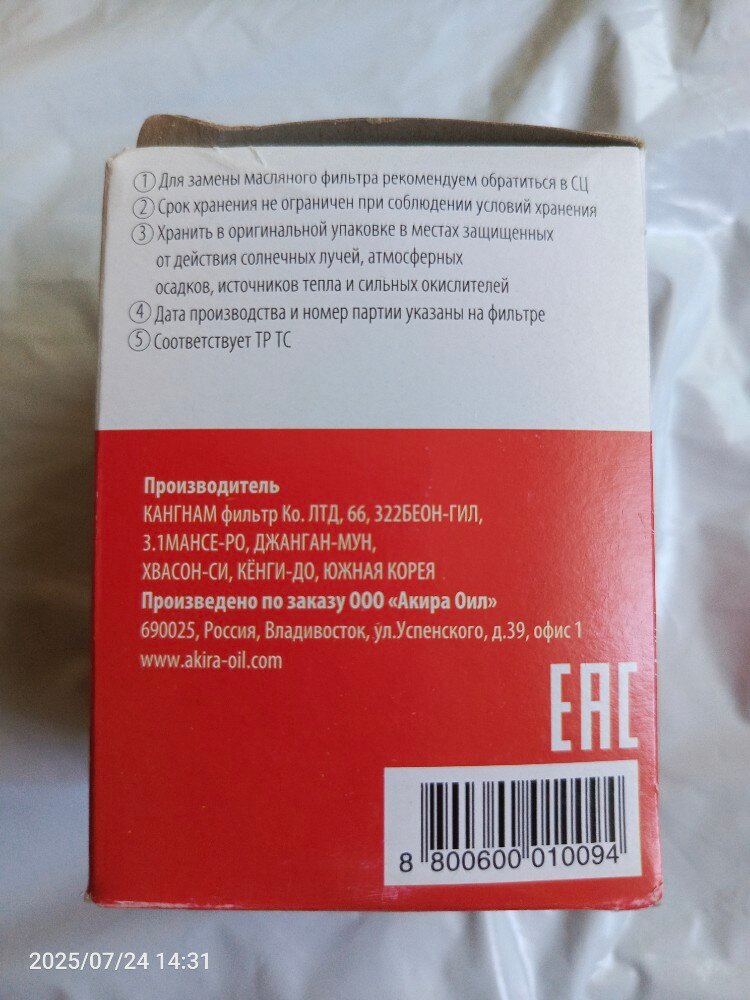 ① Для замены масляного фильтра рекомендуем обратиться в СЦ
② Срок хранения не ограничен при соблюдении условий хранения
③ Хранить в оригинальной упаковке в местах защищенных
от действия солнечных лучей, атмосферных
осадков, источников тепла и сильных окислителей
④ Дата производства и номер партии указаны на фильтре
⑤ Соответствует ТР ТС
Производитель
КАНГНАМ фильтр Ко. ЛТД, 66, 322БЕОН-ГИЛ,
3.1МАНСЕ-РО, ДЖАНГАН-МУН,
ХВАСОН-СИ, КЁНГИ-ДО, ЮЖНАЯ КОРЕЯ
Произведено по заказу ООО «Акира Оил»
690025, Россия, Владивосток, ул.Успенского, д.39, офис 1
www.akira-oil.com
EAC
8 800600 010094
2025/07/24 14:31